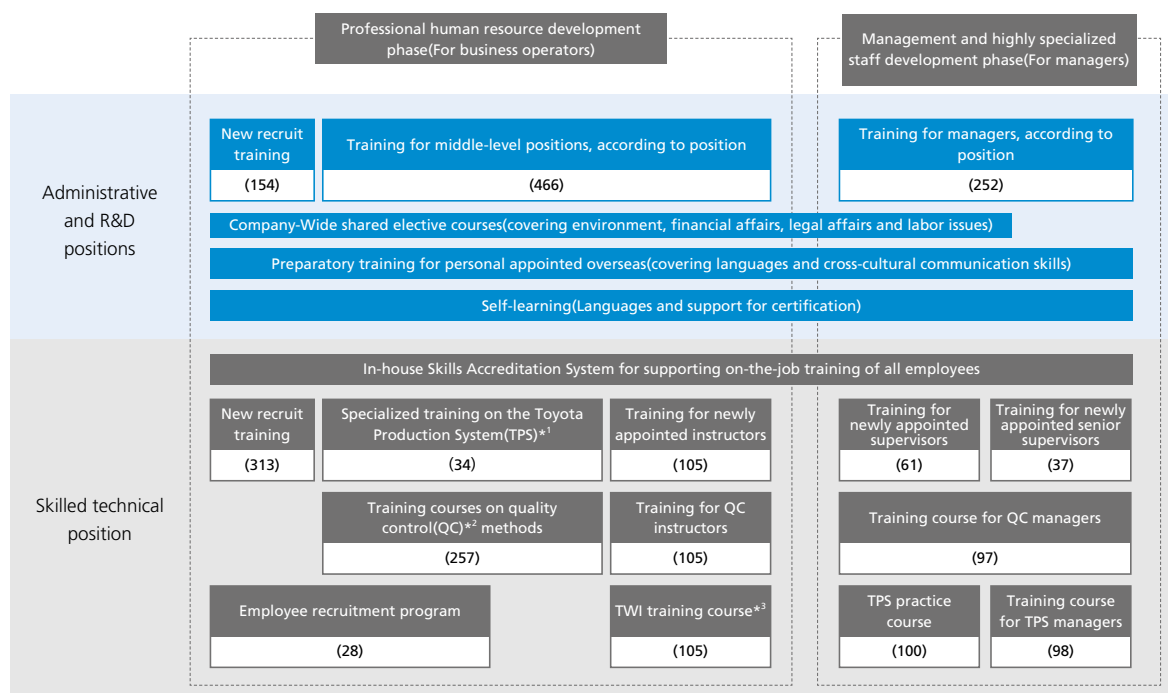 Professional human resource development
phase(For business operators)
Management and highly specialized
staff development phase(For managers)
Administrative
and R&D
positions
New recruit
training
(154)
Training for middle-level positions, according to position
(466)
Training for managers, according to
position
(252)
Company-Wide shared elective courses(covering environment, financial affairs, legal affairs and labor issues)
Preparatory training for personal appointed overseas(covering languages and cross-cultural communication skills)
Self-learning(Languages and support for certification)
Skilled technical
position
In-house Skills Accreditation System for supporting on-the-job training of all employees
New recruit
training
(313)
Specialized training on the Toyota
Production System(TPS)*1
(34)
Training for newly
appointed instructors
(105)
Training for
newly appointed
supervisors
(61)
Training for newly
appointed senior
supervisors
(37)
Training courses on quality
control(QC)*2 methods
(257)
Training for QC
instructors
(105)
Training course for QC managers
(97)
Employee recruitment program
(28)
TWI training course*3
(105)
TPS practice
course
(100)
Training course
for TPS managers
(98)